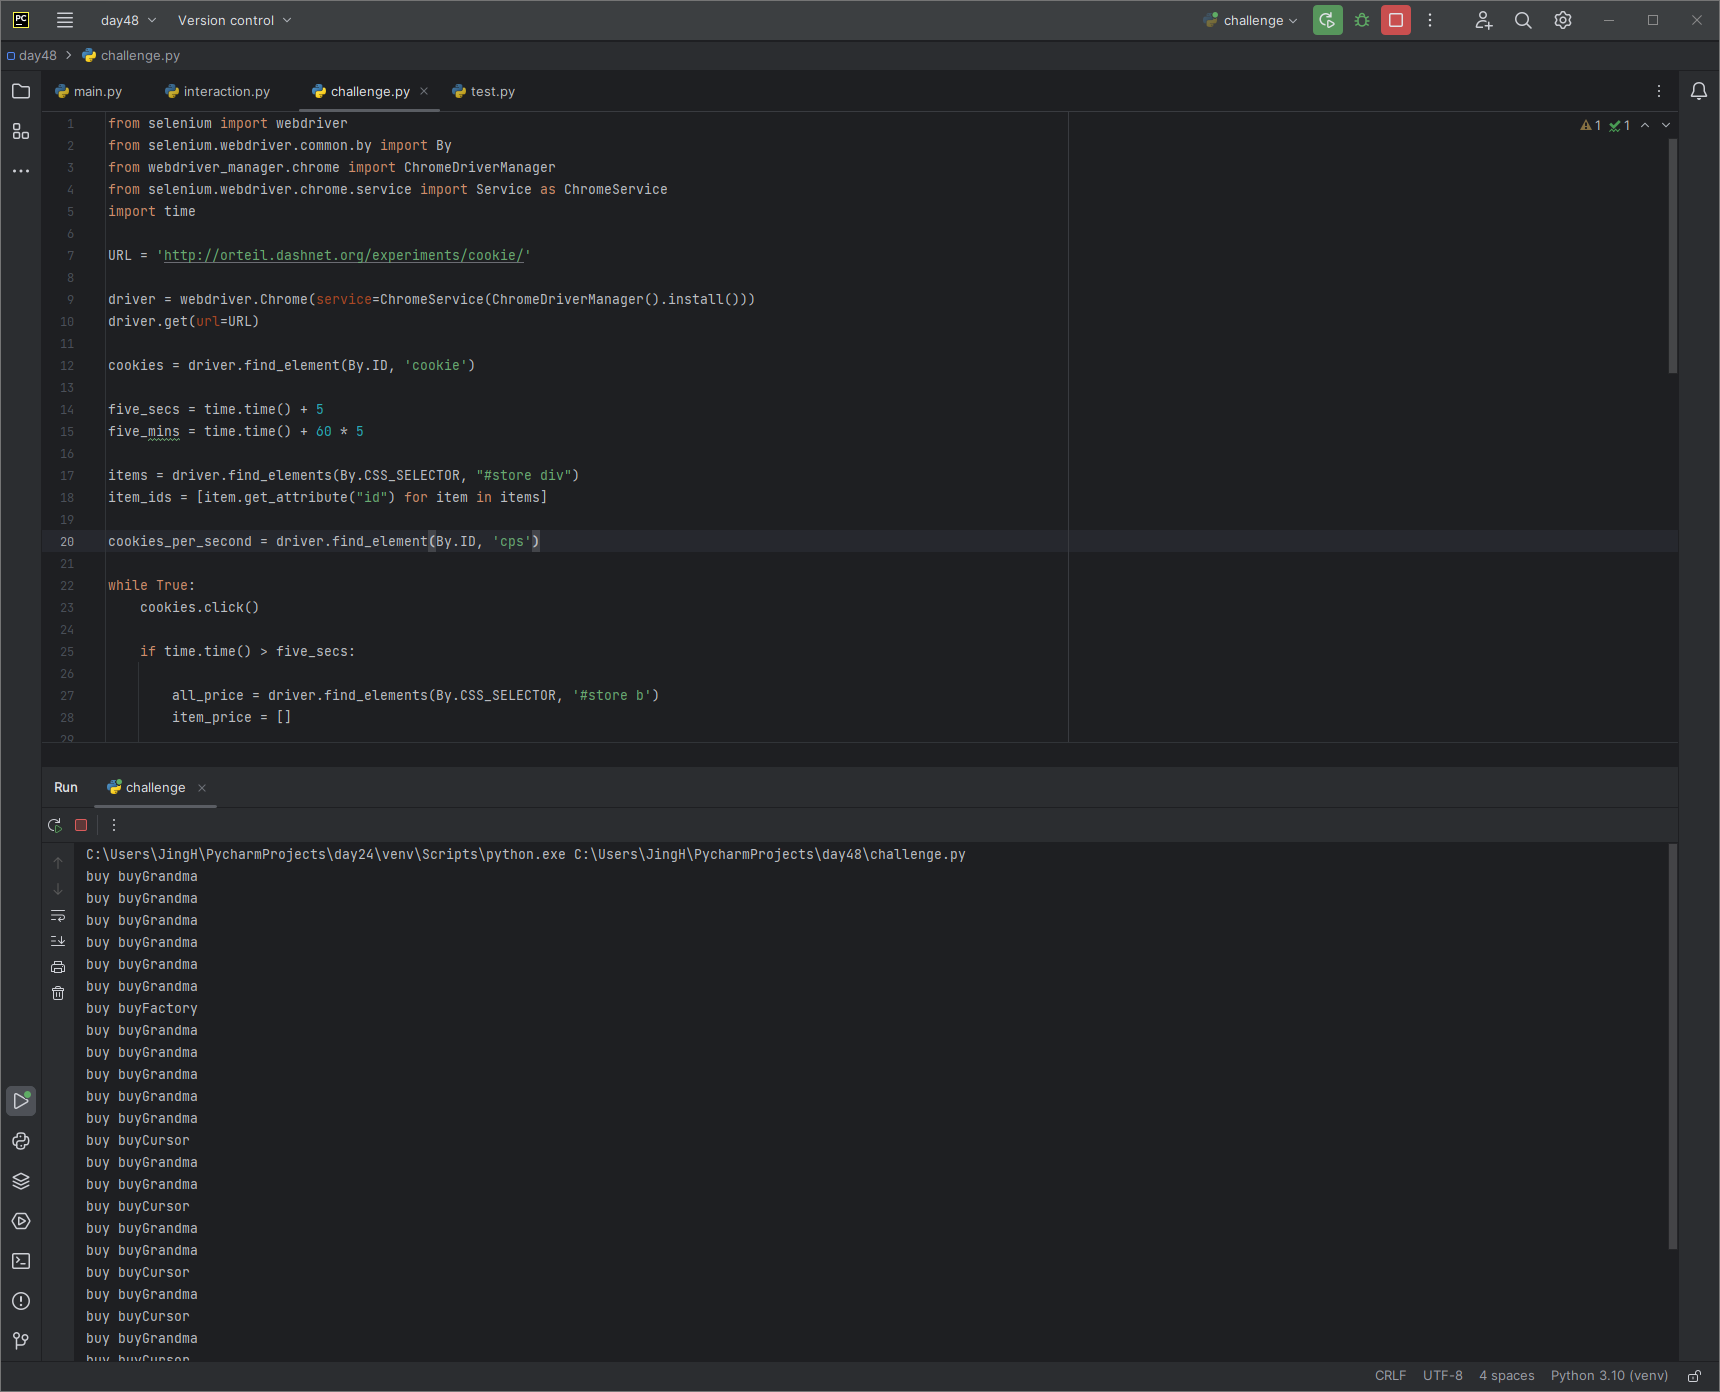 PC
day48
Version control
challenge
day48
challenge.py
main.py
interaction.py
challenge.py
test.py
1 from selenium import webdriver
1 1
2 from selenium.webdriver.common.by import By
3 from webdriver_manager.chrome import ChromeDriverManager
4 from selenium.webdriver.chrome.service import Service as ChromeService
5 import time
6
7 URL = 'http://orteil.dashnet.org/experiments/cookie/'
8
9 driver = webdriver.Chrome(service=ChromeService(ChromeDriverManager().install()))
10 driver.get(url=URL)
11
12 cookies = driver.find_element(By.ID, 'cookie')
13
14 five_secs = time.time() + 5
15 five_mins = time.time() + 60 * 5
16
17 items = driver.find_elements(By.CSS_SELECTOR, "#store div")
18 item_ids = [item.get_attribute("id") for item in items]
19
20 cookies_per_second = driver.find_element(By.ID, 'cps')
21
22 while True:
23 cookies.click()
24
25 if time.time() > five_secs:
26
27 all_price = driver.find_elements(By.CSS_SELECTOR, '#store b')
28 item_price = []
29
Run
challenge
C:\Users\JingH\PycharmProjects\day24\venv\Scripts\python.exe C:\Users\JingH\PycharmProjects\day48\challenge.py
buy buyGrandma
buy buyGrandma
buy buyGrandma
buy buyGrandma
buy buyGrandma
buy buyGrandma
buy buyFactory
buy buyGrandma
buy buyGrandma
buy buyGrandma
buy buyGrandma
buy buyGrandma
buy buyCursor
buy buyGrandma
buy buyGrandma
buy buyCursor
buy buyGrandma
buy buyGrandma
buy buyCursor
buy buyGrandma
buy buyCursor
buy buyGrandma
buy buyCursor
CRLF
UTF-8
4 spaces
Python 3.10 (venv)